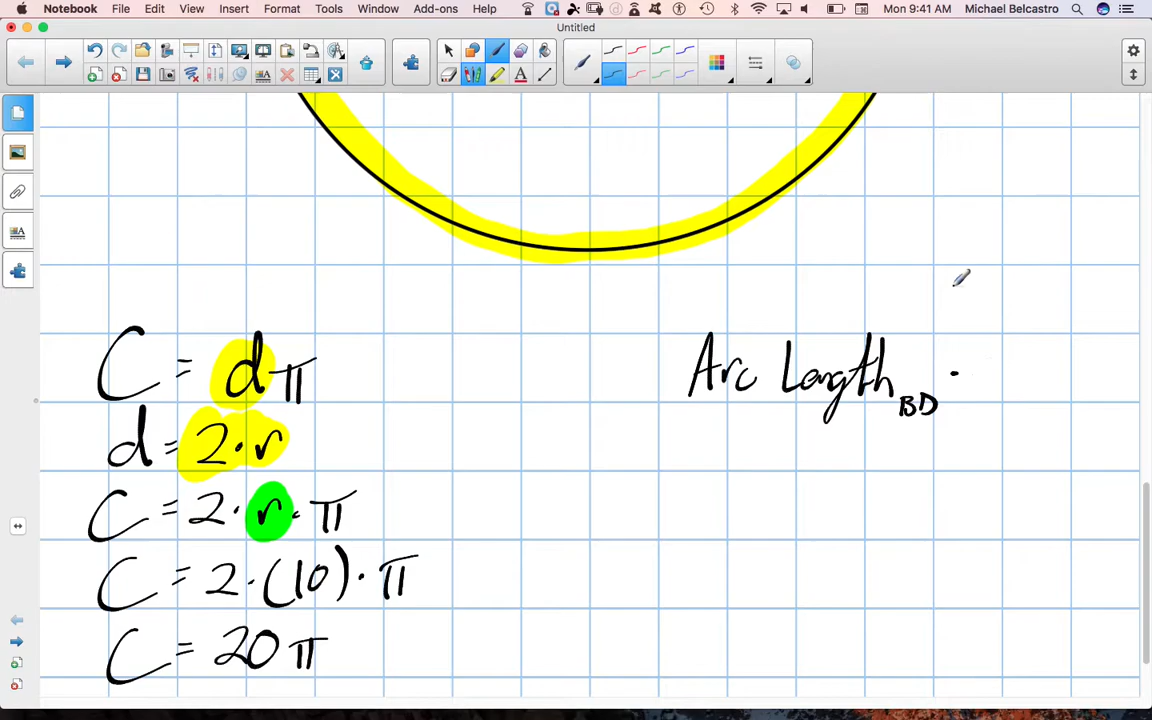 Notebook File Edit View Insert Format Tools Window Add-ons Help Mon 9:41 AM Michael Belcastro
Untitled
C = dπ
d = 2 · r
C = 2 · r · π
C = 2 · (10) · π
C = 20π
Arc Length BD